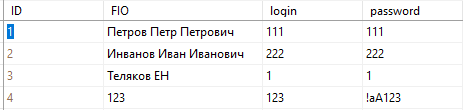 ID FIO login password
1 Петров Петр Петрович 111 111
2 Инванов Иван Иванович 222 222
3 Теляков ЕН 1 1
4 123 123 !aA123